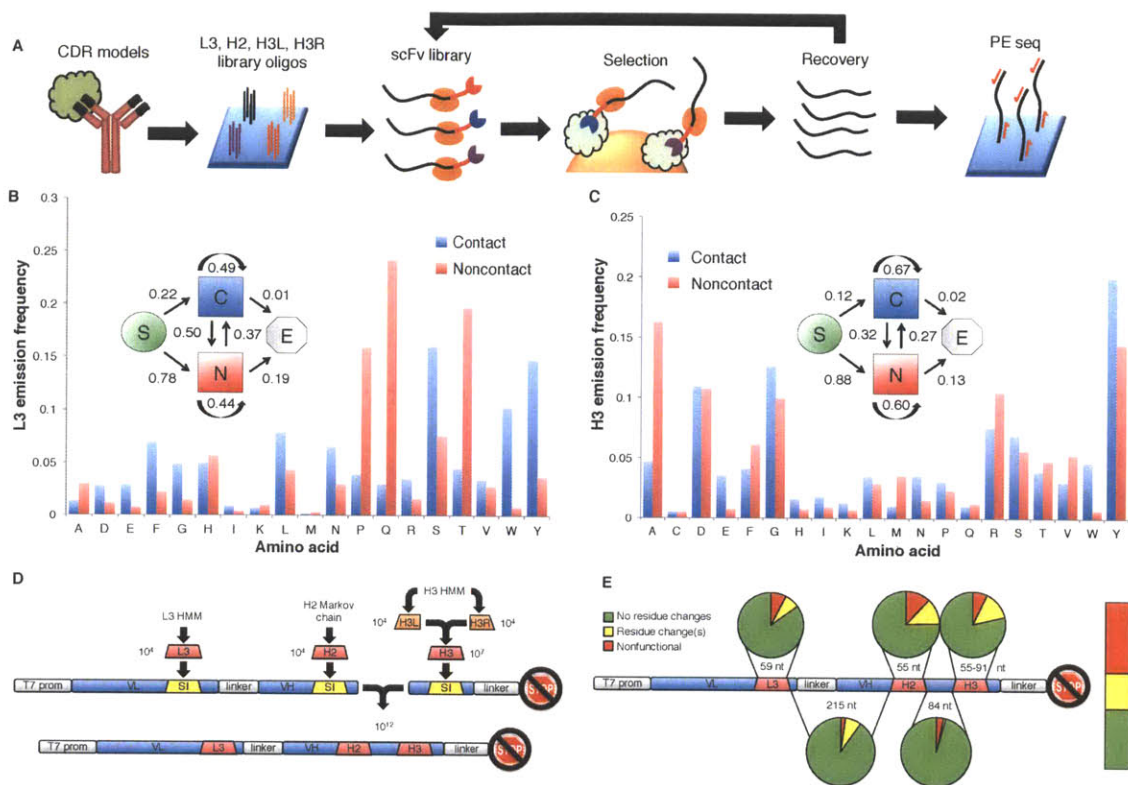 A
CDR models
L3, H2, H3L, H3R
library oligos
scFv library
Selection
Recovery
PE seq
B
0.3
0.25
0.2
0.15
0.1
0.05
0
L3 emission frequency
Contact
Noncontact
0.49
0.22
C
0.01
S
0.50
0.37
E
0.78
N
0.19
0.44
A D E F G H I K L M N P Q R S T V W Y
Amino acid
C
0.25
0.2
0.15
0.1
0.05
0
H3 emission frequency
Contact
Noncontact
0.67
0.12
C
0.02
S
0.32
0.27
E
0.88
N
0.13
0.60
A C D E F G H I K L M N P Q R S T V W Y
Amino acid
D
L3 HMM
H2 Markov
chain
H3 HMM
10⁴ H3L H3R 10⁴
10⁴ L3
10⁴ H2
H3 10⁷
T7 prom VL SI linker VH SI
SI linker STOP!
10¹²
T7 prom VL L3 linker VH H2 H3 linker STOP!
E
No residue changes
Residue change(s)
Nonfunctional
59 nt
55 nt
55-91 nt
T7 prom VL L3 linker VH H2 H3 linker STOP!
215 nt
84 nt